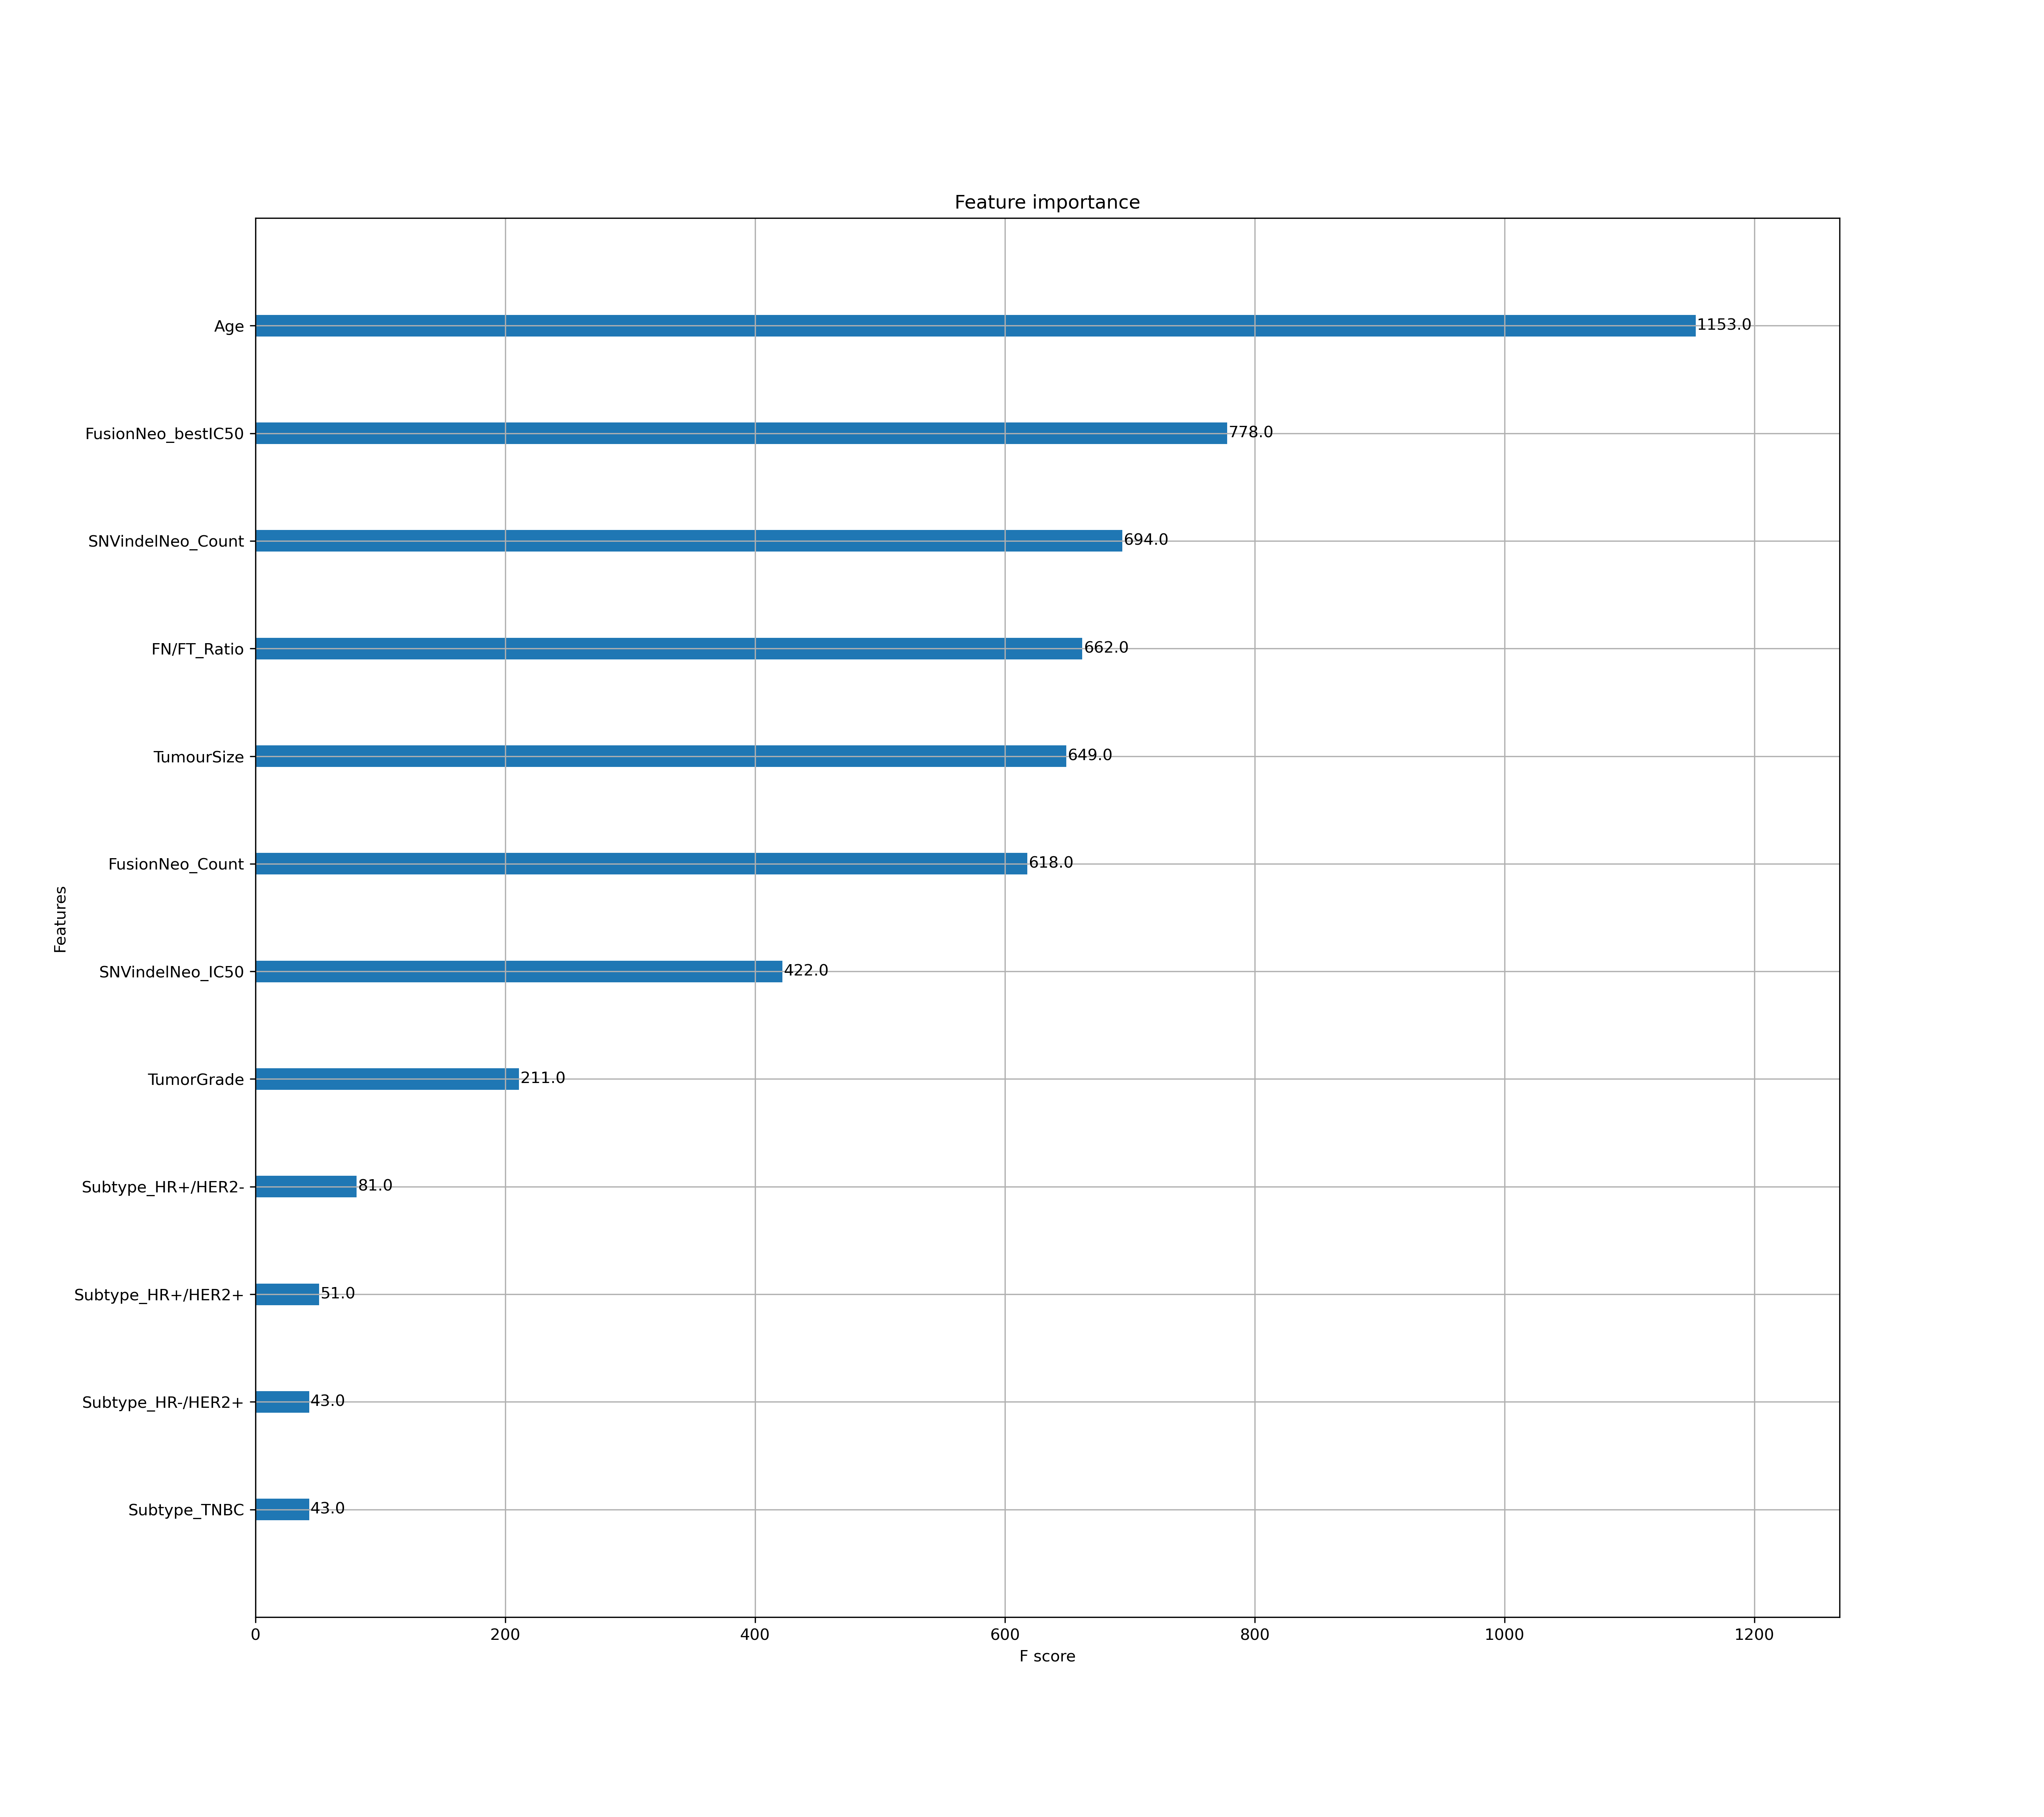 Feature importance
Age
1153.0
FusionNeo_bestIC50
778.0
SNVindelNeo_Count
694.0
FN/FT_Ratio
662.0
TumourSize
649.0
FusionNeo_Count
618.0
SNVindelNeo_IC50
422.0
TumorGrade
211.0
Subtype_HR+/HER2-
81.0
Subtype_HR+/HER2+
51.0
Subtype_HR-/HER2+
43.0
Subtype_TNBC
43.0
Features
0 200 400 600 800 1000 1200
F score